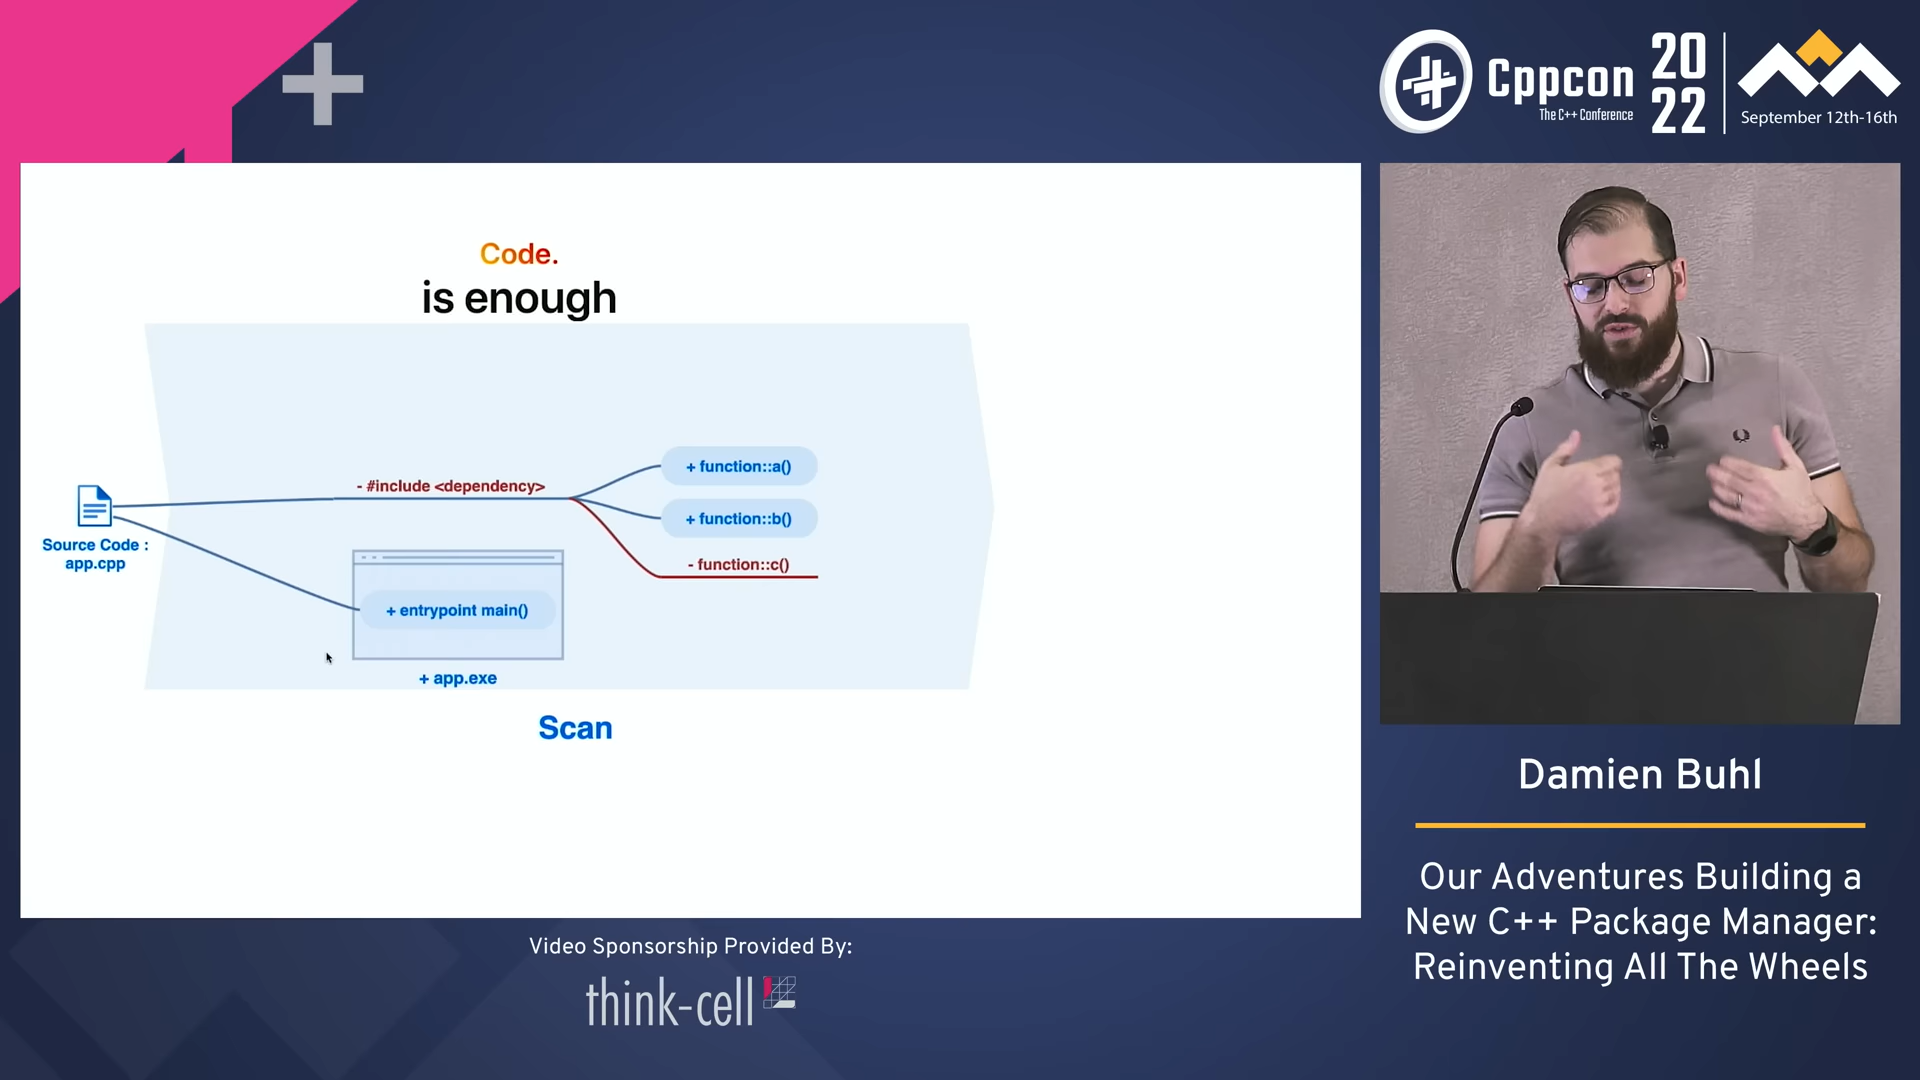 Cppcon
The C++ Conference
20
22
September 12th-16th
Code.
is enough
- #include <dependency>
+ function::a()
+ function::b()
- function::c()
Source Code :
app.cpp
+ entrypoint main()
+ app.exe
Scan
Damien Buhl
Our Adventures Building a
New C++ Package Manager:
Reinventing All The Wheels
Video Sponsorship Provided By:
think-cell